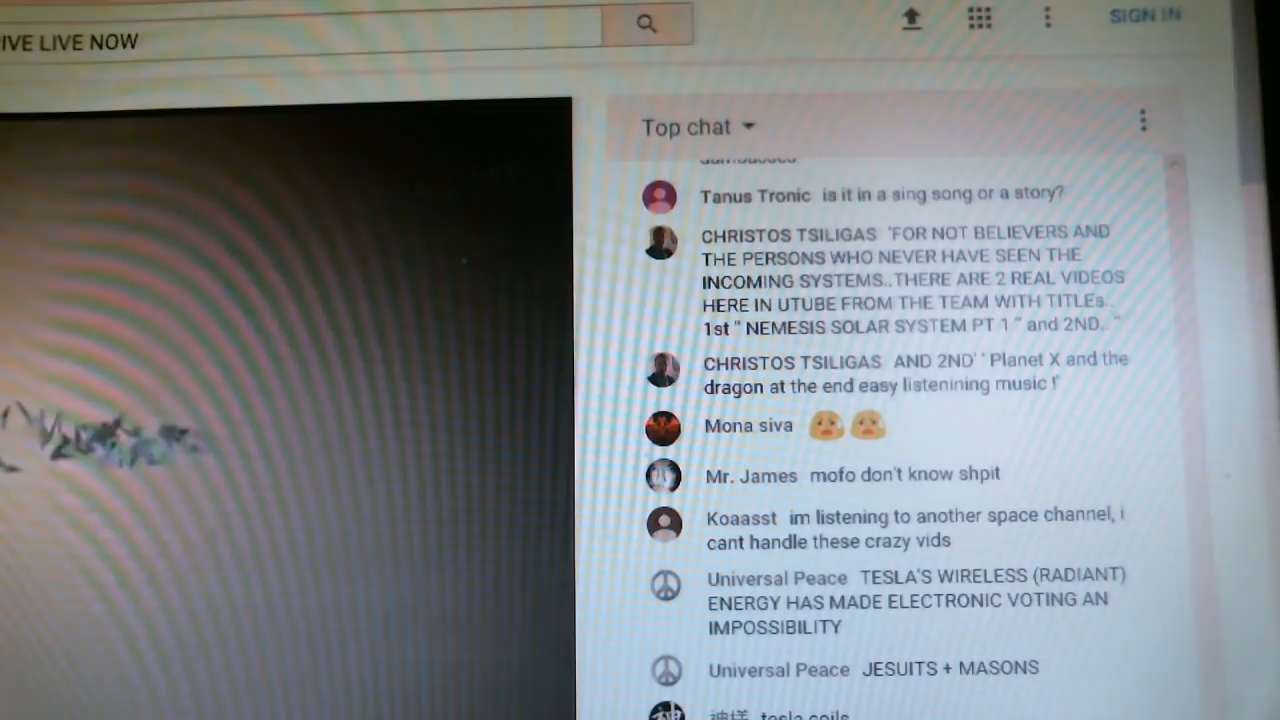 IVE LIVE NOW
SIGN IN
Top chat
Tanus Tronic is it in a sing song or a story?
CHRISTOS TSILIGAS 'FOR NOT BELIEVERS AND
THE PERSONS WHO NEVER HAVE SEEN THE
INCOMING SYSTEMS..THERE ARE 2 REAL VIDEOS
HERE IN UTUBE FROM THE TEAM WITH TITLEs..
1st " NEMESIS SOLAR SYSTEM PT 1 " and 2ND.. "
CHRISTOS TSILIGAS AND 2ND' ' Planet X and the
dragon at the end easy listenining music !'
Mona siva
Mr. James mofo don't know shpit
Koaasst im listening to another space channel, i
cant handle these crazy vids
Universal Peace TESLA'S WIRELESS (RADIANT)
ENERGY HAS MADE ELECTRONIC VOTING AN
IMPOSSIBILITY
Universal Peace JESUITS + MASONS
神様 tesla coils